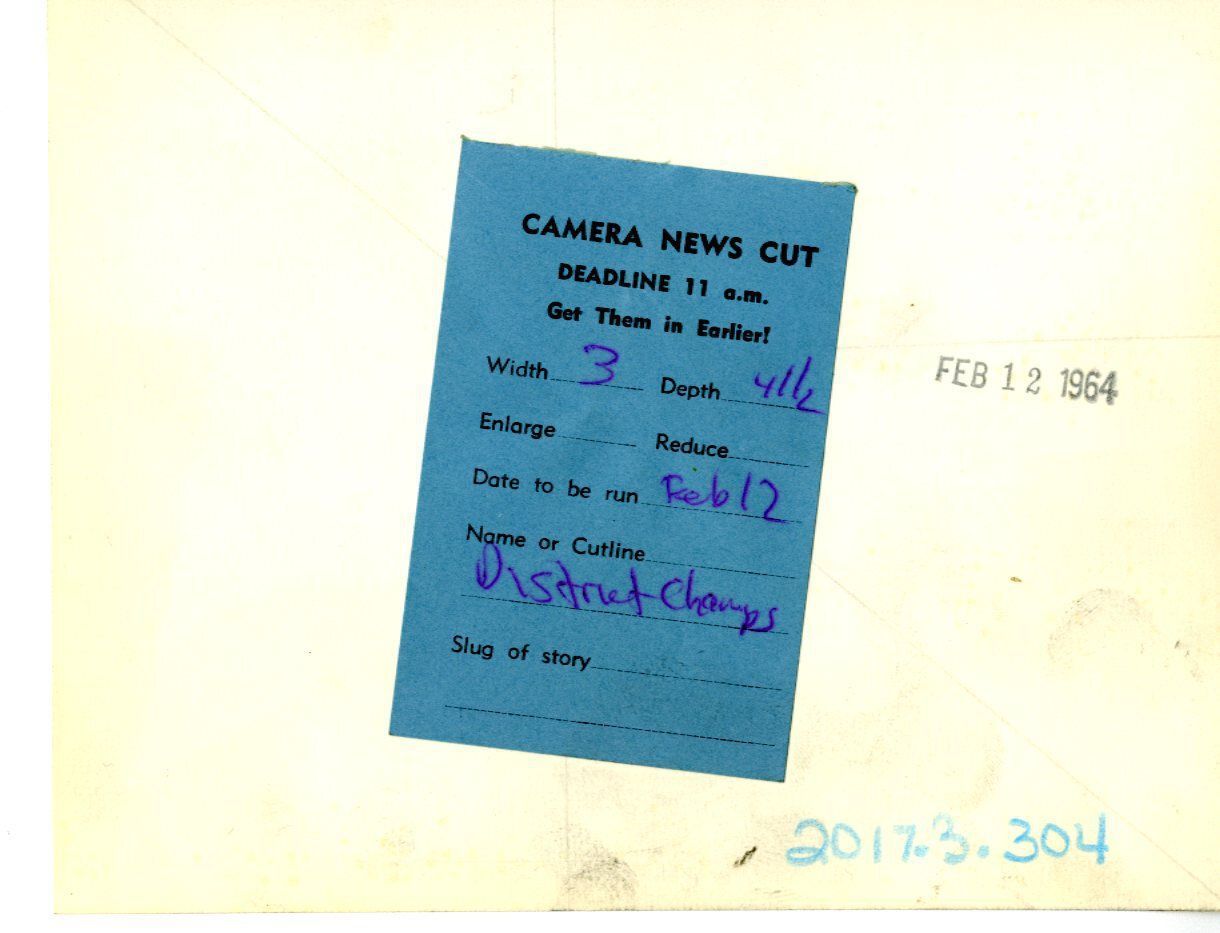 CAMERA NEWS CUT
DEADLINE 11 a.m.
Get Them in Earlier!
Width 3 Depth 4 1/2
Enlarge Reduce
Date to be run Feb 12
Name or Cutline
District Champs
Slug of story
FEB 12 1964
2017.3.304